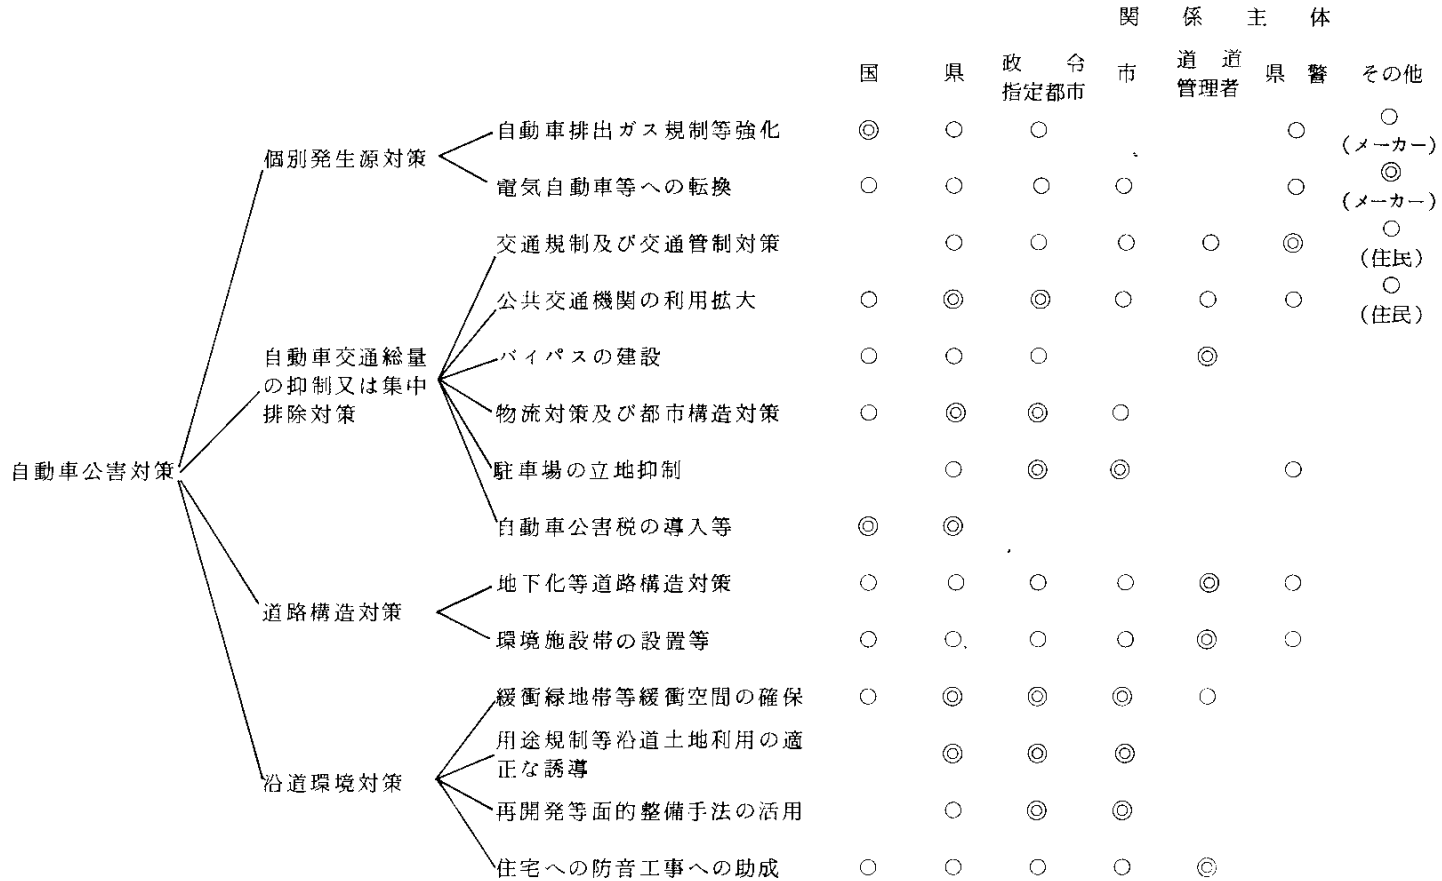 関係主体
国 県 政令 市 道道 県警 その他
指定都市 管理者
自動車排出ガス規制等強化 ◎ ○ ○ ○ ○
(メーカー)
個別発生源対策
電気自動車等への転換 ○ ○ ○ ○ ○ ◎
(メーカー)
交通規制及び交通管制対策 ○ ○ ○ ○ ◎ ○
(住民)
公共交通機関の利用拡大 ○ ◎ ◎ ○ ○ ○ ○
(住民)
自動車交通総量
の抑制又は集中
排除対策
バイパスの建設 ○ ○ ○ ◎
物流対策及び都市構造対策 ○ ◎ ◎ ○
自動車公害対策
駐車場の立地抑制 ○ ◎ ◎ ○
自動車公害税の導入等 ◎ ◎
道路構造対策
地下化等道路構造対策 ○ ○ ○ ○ ◎ ○
環境施設帯の設置等 ○ ○ ○ ○ ◎ ○
緩衝緑地帯等緩衝空間の確保 ○ ◎ ◎ ◎ ○
用途規制等沿道土地利用の適
正な誘導 ◎ ◎ ◎
沿道環境対策
再開発等面的整備手法の活用 ○ ◎ ◎
住宅への防音工事への助成 ○ ○ ○ ○ ◎